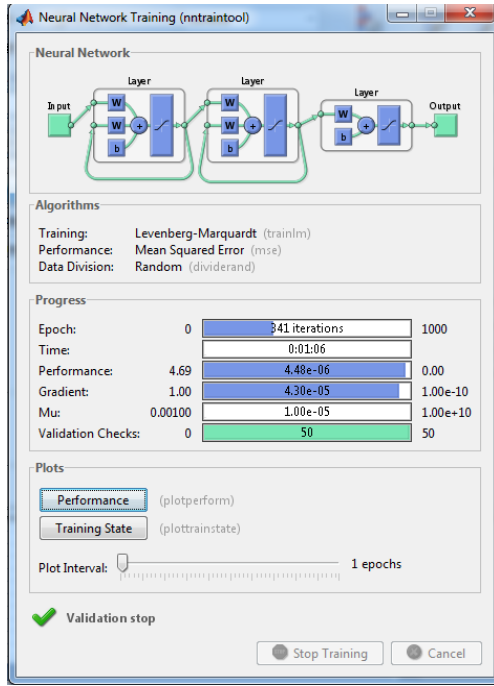 Neural Network Training (nntraintool)
Neural Network
Layer Layer Layer
Input W W b + W W b + W b + Output
Algorithms
Training: Levenberg-Marquardt (trainlm)
Performance: Mean Squared Error (mse)
Data Division: Random (dividerand)
Progress
Epoch: 0 341 iterations 1000
Time: 0:01:06
Performance: 4.69 4.48e-06 0.00
Gradient: 1.00 4.30e-05 1.00e-10
Mu: 0.00100 1.00e-05 1.00e+10
Validation Checks: 0 50 50
Plots
Performance (plotperform)
Training State (plottrainstate)
Plot Interval: 1 epochs
Validation stop
Stop Training Cancel